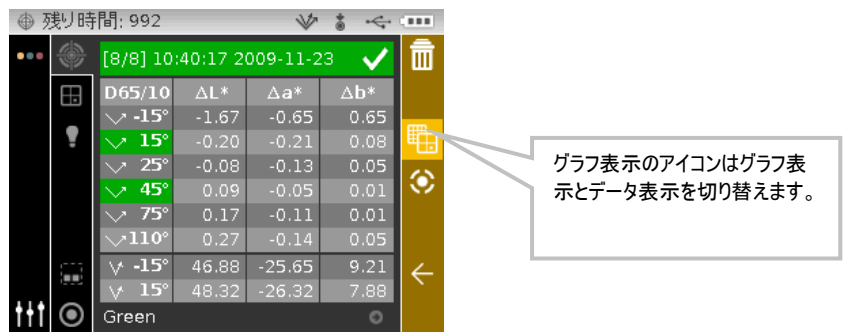 残り時間: 992
[8/8] 10:40:17 2009-11-23
D65/10 ΔL* Δa* Δb*
-15° -1.67 -0.65 0.65
15° -0.20 -0.21 0.08
25° -0.08 -0.13 0.05
45° 0.09 -0.05 0.01
75° 0.17 -0.11 0.01
110° 0.27 -0.14 0.05
-15° 46.88 -25.65 9.21
15° 48.32 -26.32 7.88
Green
グラフ表示のアイコンはグラフ表
示とデータ表示を切り替えます。